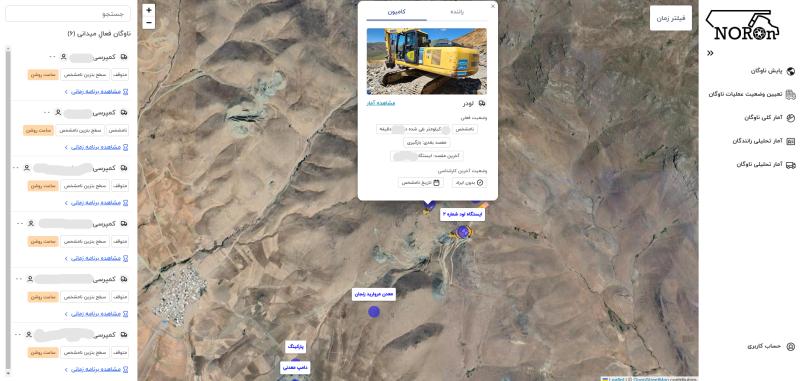 NORON
پایش ناوگان
تعیین وضعیت عملیات ناوگان
آمار کلی ناوگان
آمار تحلیلی رانندگان
آمار تحلیلی ناوگان
حساب کاربری
فیلتر زمان
راننده
کامیون
لودر
مشاهده آمار
وضعیت فعلی
نامشخص
کیلومتر طی شده در
دقیقه
مقصد بعدی: بارگیری
آخرین مقصد: ایستگاه
وضعیت آخرین کارشناسی
بدون ایراد
تاریخ نامشخص
ایستگاه لود شماره ۲
معدن مروارید زنجان
پارکینگ
دامپ معدنی
+
−
Leaflet | © OpenStreetMap contributors
جستجو
ناوگان فعال میدانی (۶)
کمپرسی
--
متوقف
سطح بنزین نامشخص
ساعت روشن
مشاهده برنامه زمانی
کمپرسی
--
نامشخص
سطح بنزین نامشخص
ساعت روشن
مشاهده برنامه زمانی
کمپرسی
--
متوقف
سطح بنزین نامشخص
ساعت روشن
مشاهده برنامه زمانی
کمپرسی
--
متوقف
سطح بنزین نامشخص
ساعت روشن
مشاهده برنامه زمانی
کمپرسی
--
متوقف
سطح بنزین نامشخص
ساعت روشن
مشاهده برنامه زمانی
کمپرسی
--
متوقف
سطح بنزین نامشخص
ساعت روشن
مشاهده برنامه زمانی